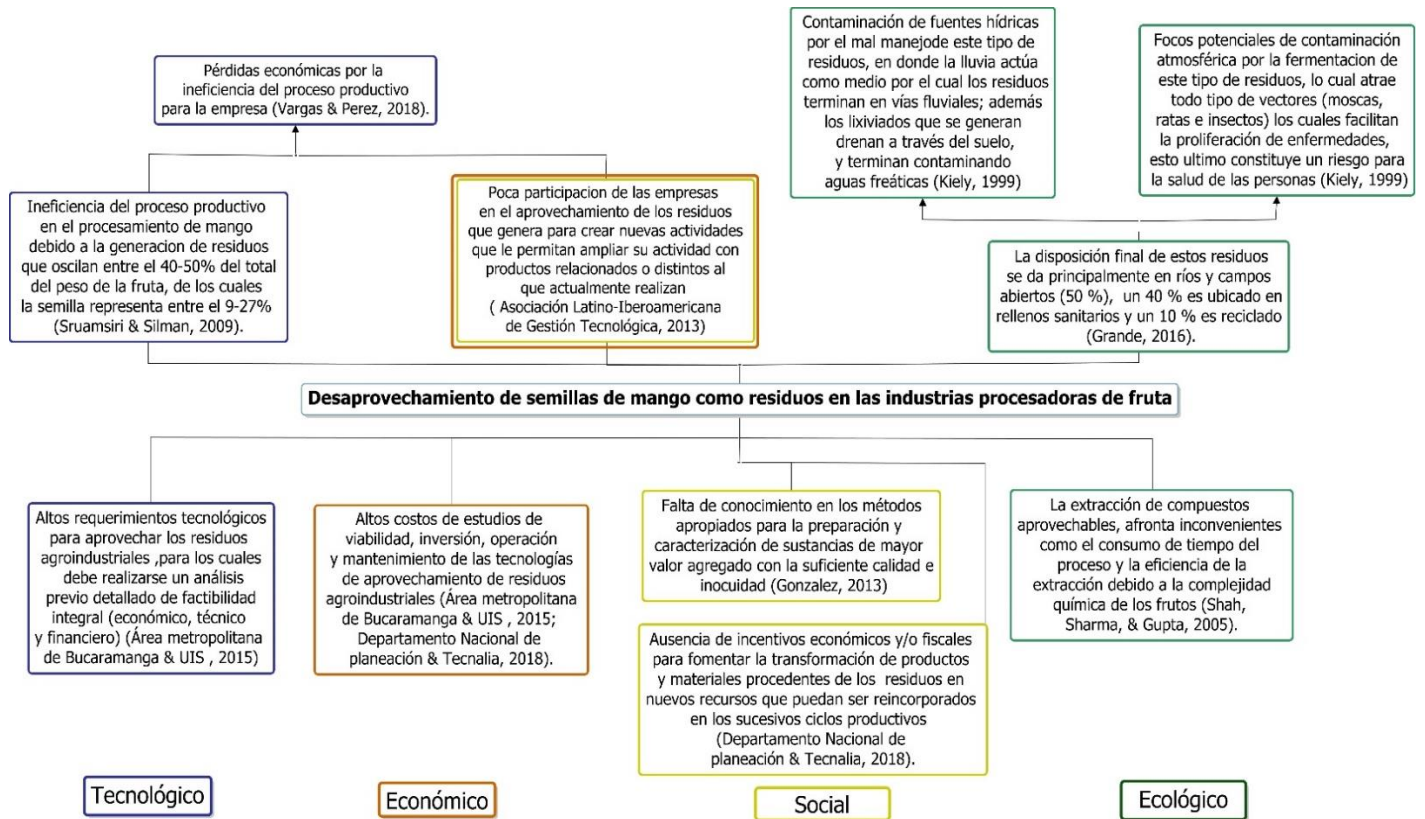 Pérdidas económicas por la
ineficiencia del proceso productivo
para la empresa (Vargas & Perez, 2018).
Contaminación de fuentes hídricas
por el mal manejode este tipo de
residuos, en donde la lluvia actúa
como medio por el cual los residuos
terminan en vías fluviales; además
los lixiviados que se generan
drenan a través del suelo,
y terminan contaminando
aguas freáticas (Kiely, 1999)
Focos potenciales de contaminación
atmosférica por la fermentacion de
este tipo de residuos, lo cual atrae
todo tipo de vectores (moscas,
ratas e insectos) los cuales facilitan
la proliferación de enfermedades,
esto ultimo constituye un riesgo para
la salud de las personas (Kiely, 1999)
Ineficiencia del proceso productivo
en el procesamiento de mango
debido a la generacion de residuos
que oscilan entre el 40-50% del total
del peso de la fruta, de los cuales
la semilla representa entre el 9-27%
(Sruamsiri & Silman, 2009).
Poca participacion de las empresas
en el aprovechamiento de los residuos
que genera para crear nuevas actividades
que le permitan ampliar su actividad con
productos relacionados o distintos al
que actualmente realizan
( Asociación Latino-Iberoamericana
de Gestión Tecnológica, 2013)
La disposición final de estos residuos
se da principalmente en ríos y campos
abiertos (50 %), un 40 % es ubicado en
rellenos sanitarios y un 10 % es reciclado
(Grande, 2016).
Desaprovechamiento de semillas de mango como residuos en las industrias procesadoras de fruta
Altos requerimientos tecnológicos
para aprovechar los residuos
agroindustriales ,para los cuales
debe realizarse un análisis
previo detallado de factibilidad
integral (económico, técnico
y financiero) (Área metropolitana
de Bucaramanga & UIS , 2015)
Altos costos de estudios de
viabilidad, inversión, operación
y mantenimiento de las tecnologías
de aprovechamiento de residuos
agroindustriales (Área metropolitana
de Bucaramanga & UIS , 2015;
Departamento Nacional de
planeación & Tecnalia, 2018).
Falta de conocimiento en los métodos
apropiados para la preparación y
caracterización de sustancias de mayor
valor agregado con la suficiente calidad e
inocuidad (Gonzalez, 2013)
Ausencia de incentivos económicos y/o fiscales
para fomentar la transformación de productos
y materiales procedentes de los residuos en
nuevos recursos que puedan ser reincorporados
en los sucesivos ciclos productivos
(Departamento Nacional de
planeación & Tecnalia, 2018).
La extracción de compuestos
aprovechables, afronta inconvenientes
como el consumo de tiempo del
proceso y la eficiencia de la
extracción debido a la complejidad
química de los frutos (Shah,
Sharma, & Gupta, 2005).
Tecnológico
Económico
Social
Ecológico